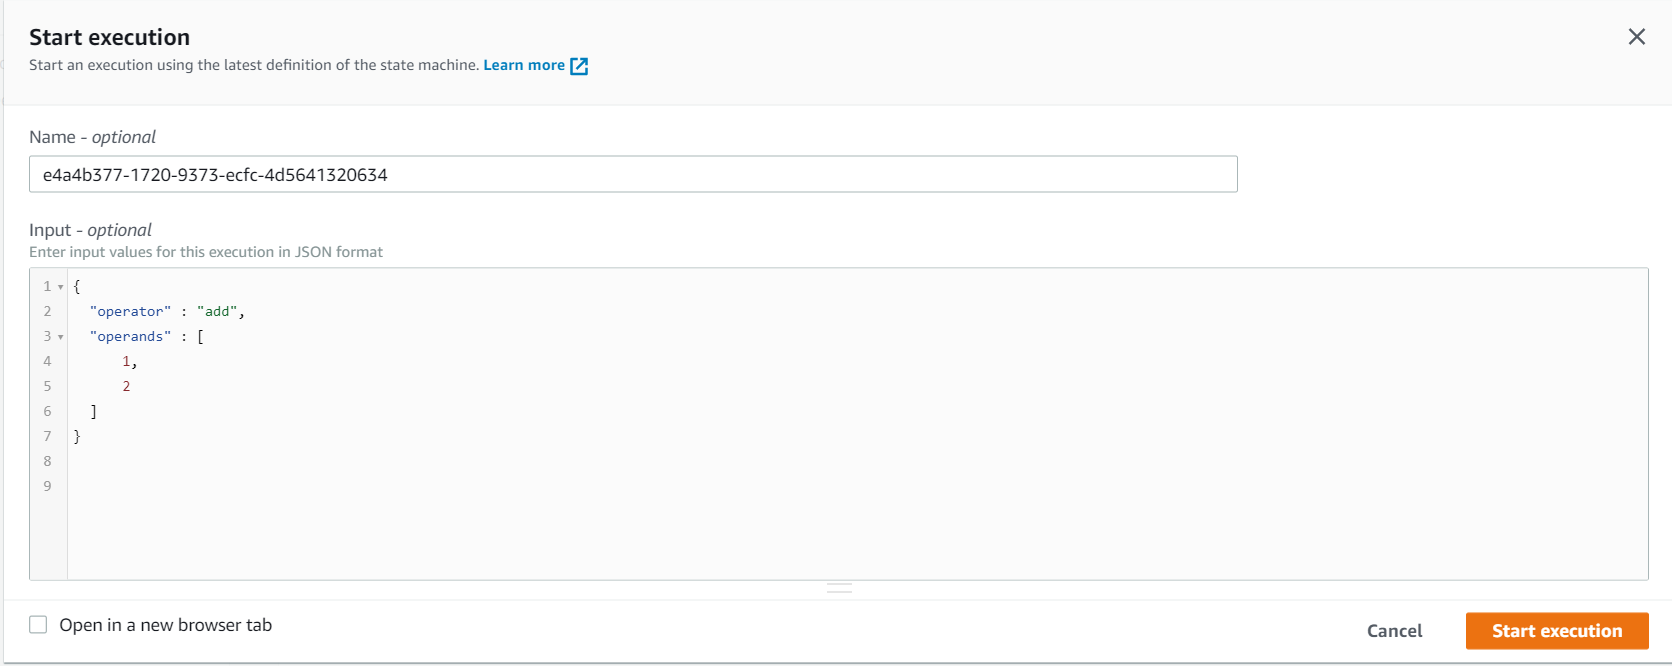 Start execution
Start an execution using the latest definition of the state machine. Learn more
Name - optional
e4a4b377-1720-9373-ecfc-4d5641320634
Input - optional
Enter input values for this execution in JSON format
1 {
2 "operator" : "add",
3 "operands" : [
4 1,
5 2
6 ]
7 }
8
9
Open in a new browser tab
Cancel Start execution